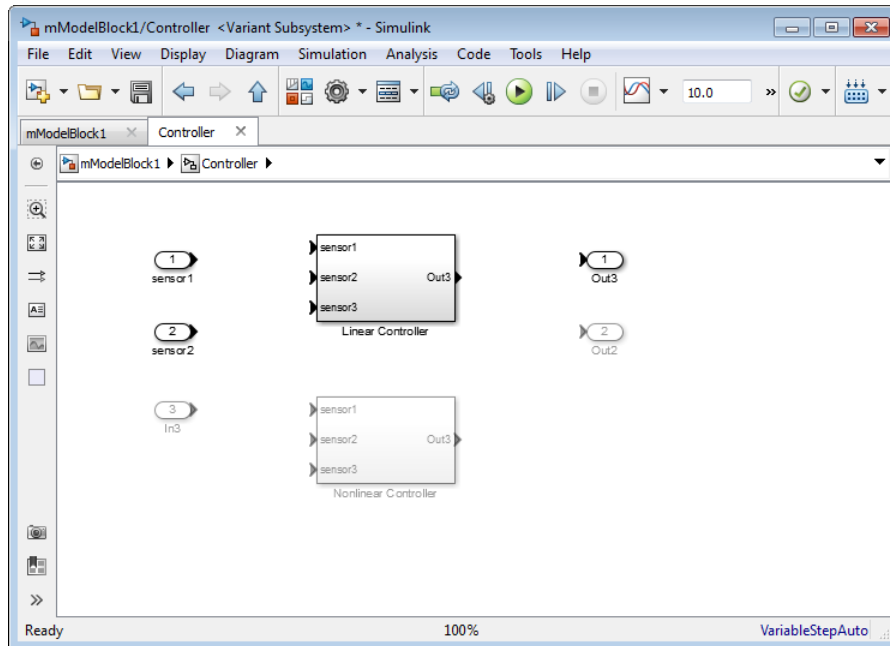 mModelBlock1/Controller <Variant Subsystem> * - Simulink
File Edit View Display Diagram Simulation Analysis Code Tools Help
10.0 »
mModelBlock1 Controller
mModelBlock1 Controller
1
sensor1
2
sensor2
3
In3
sensor1
sensor2 Out3
sensor3
Linear Controller
sensor1
sensor2 Out3
sensor3
Nonlinear Controller
1
Out3
2
Out2
Ready 100% VariableStepAuto